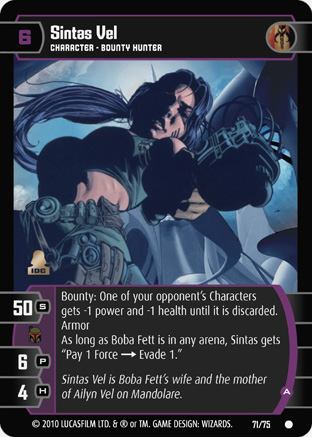 6
Sintas Vel
CHARACTER - BOUNTY HUNTER
IDC
50 S
Bounty: One of your opponent's Characters
gets -1 power and -1 health until it is discarded.
Armor
As long as Boba Fett is in any arena, Sintas gets
"Pay 1 Force → Evade 1."
6 P
4 H
Sintas Vel is Boba Fett's wife and the mother
of Ailyn Vel on Mandolare.
A
© 2010 LUCASFILM LTD. & ® or TM. GAME DESIGN: WIZARDS.
71/75